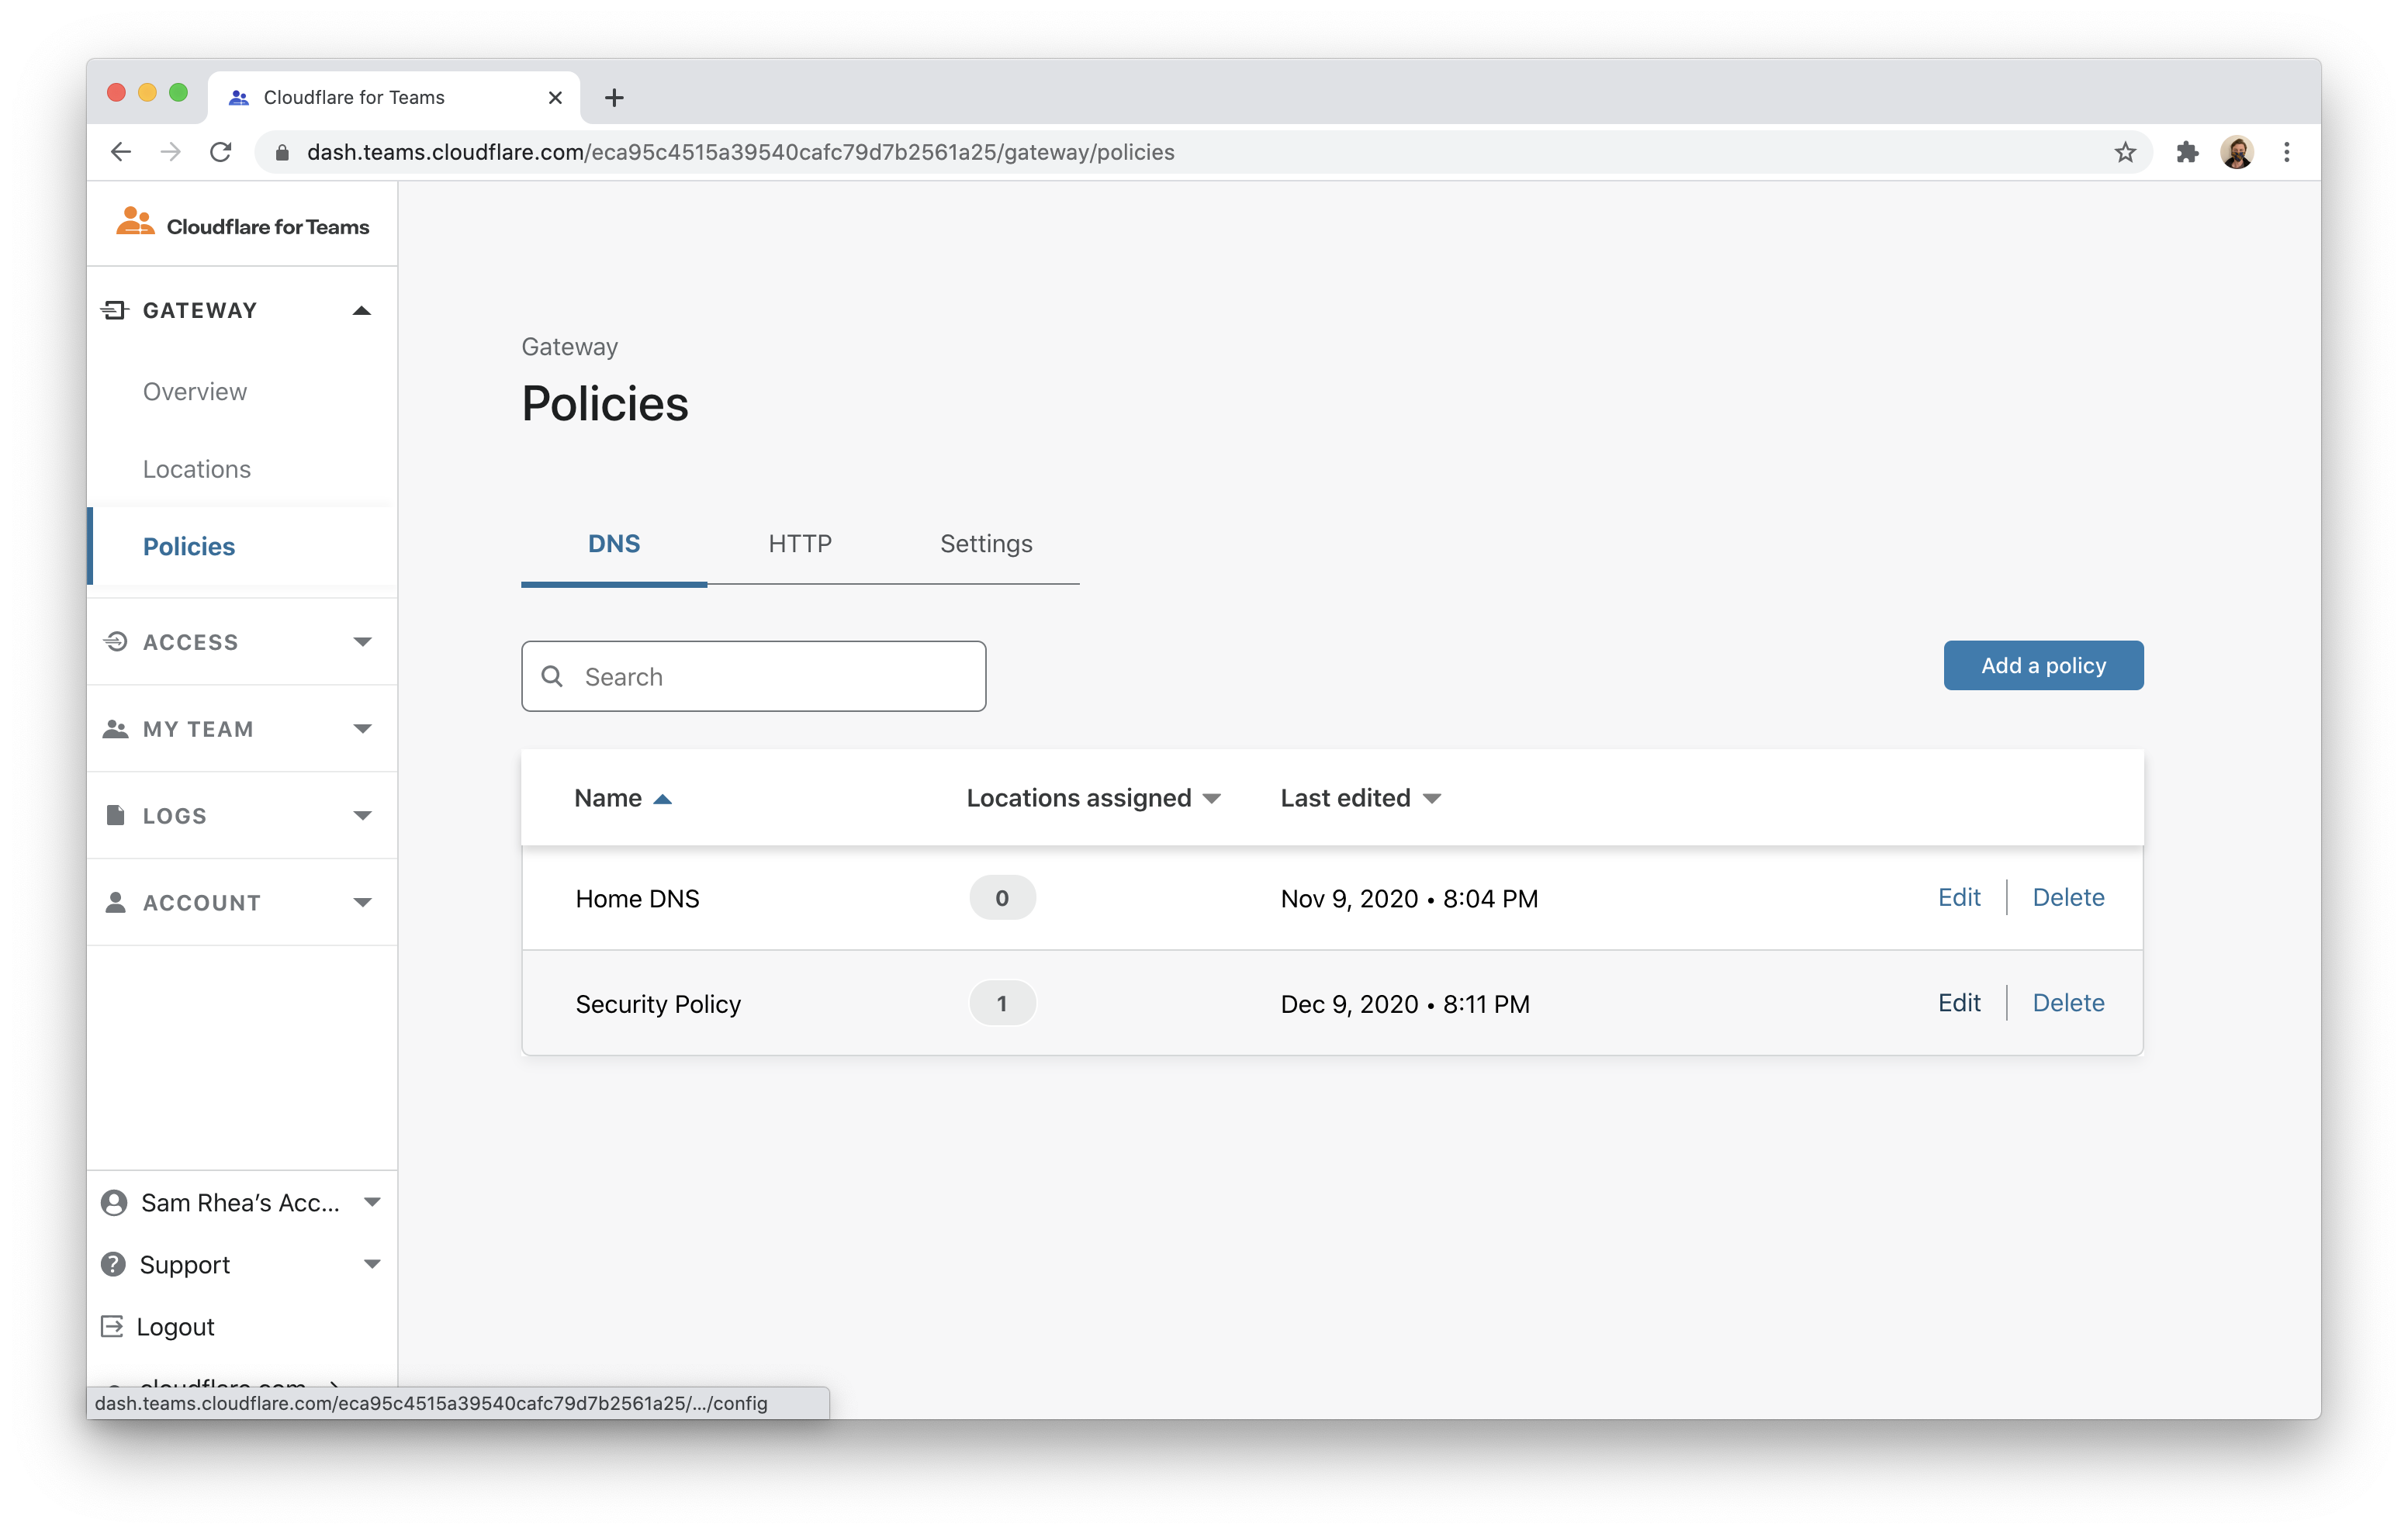 Cloudflare for Teams
dash.teams.cloudflare.com/eca95c4515a39540cafc79d7b2561a25/gateway/policies
Cloudflare for Teams
GATEWAY
Overview
Locations
Policies
ACCESS
MY TEAM
LOGS
ACCOUNT
Sam Rhea’s Acc...
Support
Logout
cloudflare.com
dash.teams.cloudflare.com/eca95c4515a39540cafc79d7b2561a25/.../config
Gateway
Policies
DNS HTTP Settings
Search
Add a policy
Name Locations assigned Last edited
Home DNS 0 Nov 9, 2020 • 8:04 PM Edit Delete
Security Policy 1 Dec 9, 2020 • 8:11 PM Edit Delete